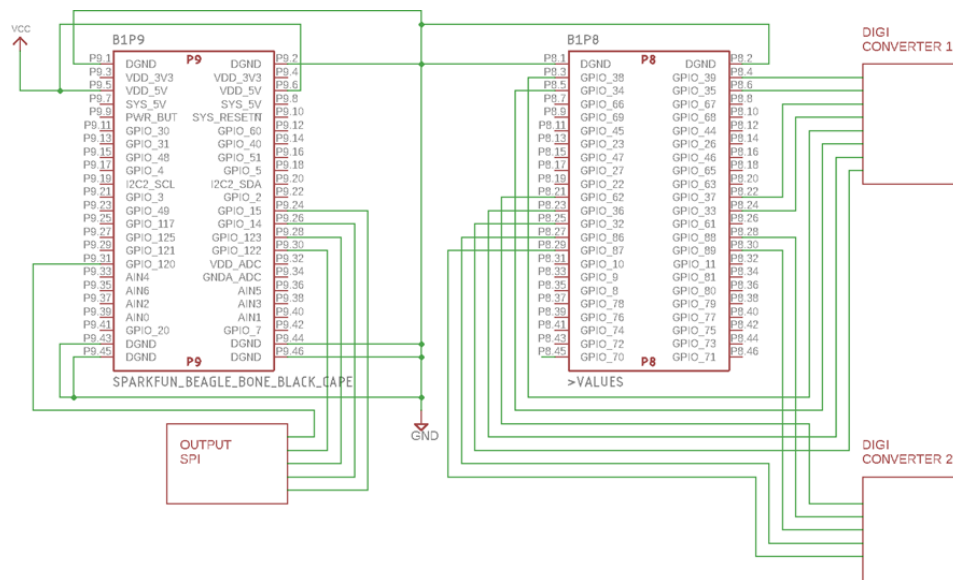 VCC
B1P9
P9
P9.1 DGND DGND P9.2
P9.3 VDD_3V3 VDD_3V3 P9.4
P9.5 VDD_5V VDD_5V P9.6
P9.7 SYS_5V SYS_5V P9.8
P9.9 PWR_BUT SYS_RESETN P9.10
P9.11 GPIO_30 GPIO_60 P9.12
P9.13 GPIO_31 GPIO_40 P9.14
P9.15 GPIO_48 GPIO_51 P9.16
P9.17 GPIO_4 GPIO_5 P9.18
P9.19 I2C2_SCL I2C2_SDA P9.20
P9.21 GPIO_3 GPIO_2 P9.22
P9.23 GPIO_49 GPIO_15 P9.24
P9.25 GPIO_117 GPIO_14 P9.26
P9.27 GPIO_125 GPIO_123 P9.28
P9.29 GPIO_121 GPIO_122 P9.30
P9.31 GPIO_120 VDD_ADC P9.32
P9.33 AIN4 GNDA_ADC P9.34
P9.35 AIN6 AIN5 P9.36
P9.37 AIN2 AIN3 P9.38
P9.39 AIN0 AIN1 P9.40
P9.41 GPIO_20 GPIO_7 P9.42
P9.43 DGND DGND P9.44
P9.45 DGND DGND P9.46
P9
SPARKFUN_BEAGLE_BONE_BLACK_CAPE
OUTPUT
SPI
GND
B1P8
P8
P8.1 DGND DGND P8.2
P8.3 GPIO_38 GPIO_39 P8.4
P8.5 GPIO_34 GPIO_35 P8.6
P8.7 GPIO_66 GPIO_67 P8.8
P8.9 GPIO_69 GPIO_68 P8.10
P8.11 GPIO_45 GPIO_44 P8.12
P8.13 GPIO_23 GPIO_26 P8.14
P8.15 GPIO_47 GPIO_46 P8.16
P8.17 GPIO_27 GPIO_65 P8.18
P8.19 GPIO_22 GPIO_63 P8.20
P8.21 GPIO_62 GPIO_37 P8.22
P8.23 GPIO_36 GPIO_33 P8.24
P8.25 GPIO_32 GPIO_61 P8.26
P8.27 GPIO_86 GPIO_88 P8.28
P8.29 GPIO_87 GPIO_89 P8.30
P8.31 GPIO_10 GPIO_11 P8.32
P8.33 GPIO_9 GPIO_81 P8.34
P8.35 GPIO_8 GPIO_80 P8.36
P8.37 GPIO_78 GPIO_79 P8.38
P8.39 GPIO_76 GPIO_77 P8.40
P8.41 GPIO_74 GPIO_75 P8.42
P8.43 GPIO_72 GPIO_73 P8.44
P8.45 GPIO_70 GPIO_71 P8.46
P8
>VALUES
DIGI
CONVERTER 1
DIGI
CONVERTER 2